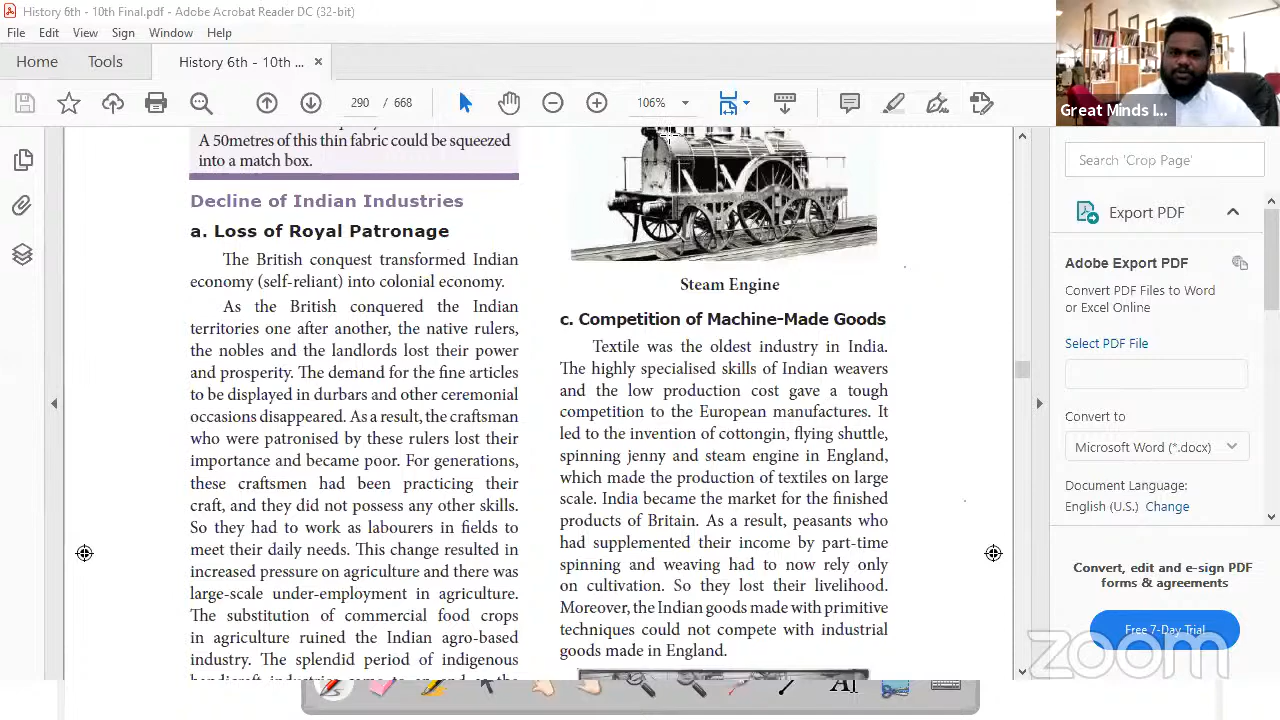 History 6th - 10th Final.pdf - Adobe Acrobat Reader DC (32-bit)
File Edit View Sign Window Help
Home Tools History 6th - 10th ... ×
290 / 668 106%
Great Minds I...
A 50metres of this thin fabric could be squeezed
into a match box.
Decline of Indian Industries
a. Loss of Royal Patronage
The British conquest transformed Indian
economy (self-reliant) into colonial economy.
As the British conquered the Indian
territories one after another, the native rulers,
the nobles and the landlords lost their power
and prosperity. The demand for the fine articles
to be displayed in durbars and other ceremonial
occasions disappeared. As a result, the craftsman
who were patronised by these rulers lost their
importance and became poor. For generations,
these craftsmen had been practicing their
craft, and they did not possess any other skills.
So they had to work as labourers in fields to
meet their daily needs. This change resulted in
increased pressure on agriculture and there was
large-scale under-employment in agriculture.
The substitution of commercial food crops
in agriculture ruined the Indian agro-based
industry. The splendid period of indigenous
Steam Engine
c. Competition of Machine-Made Goods
Textile was the oldest industry in India.
The highly specialised skills of Indian weavers
and the low production cost gave a tough
competition to the European manufactures. It
led to the invention of cottongin, flying shuttle,
spinning jenny and steam engine in England,
which made the production of textiles on large
scale. India became the market for the finished
products of Britain. As a result, peasants who
had supplemented their income by part-time
spinning and weaving had to now rely only
on cultivation. So they lost their livelihood.
Moreover, the Indian goods made with primitive
techniques could not compete with industrial
goods made in England.
Search 'Crop Page'
Export PDF
Adobe Export PDF
Convert PDF Files to Word
or Excel Online
Select PDF File
Convert to
Microsoft Word (*.docx)
Document Language:
English (U.S.) Change
Convert, edit and e-sign PDF
forms & agreements
Free 7-Day Trial
zoom